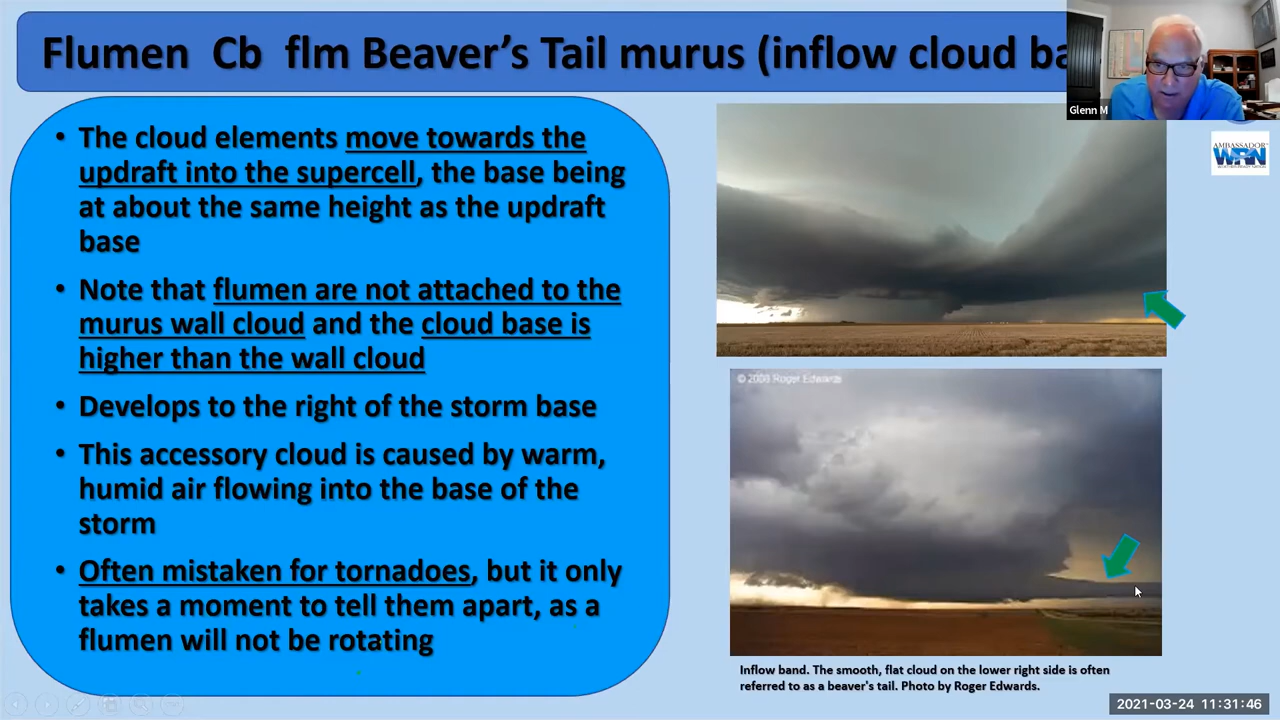 Flumen Cb flm Beaver's Tail murus (inflow cloud ba
Glenn M
AMBASSADOR
WRN
• The cloud elements move towards the
updraft into the supercell, the base being
at about the same height as the updraft
base
• Note that flumen are not attached to the
murus wall cloud and the cloud base is
higher than the wall cloud
• Develops to the right of the storm base
• This accessory cloud is caused by warm,
humid air flowing into the base of the
storm
• Often mistaken for tornadoes, but it only
takes a moment to tell them apart, as a
flumen will not be rotating
Roger Edwards
Inflow band. The smooth, flat cloud on the lower right side is often
referred to as a beaver's tail. Photo by Roger Edwards.
2021-03-24 11:31:46